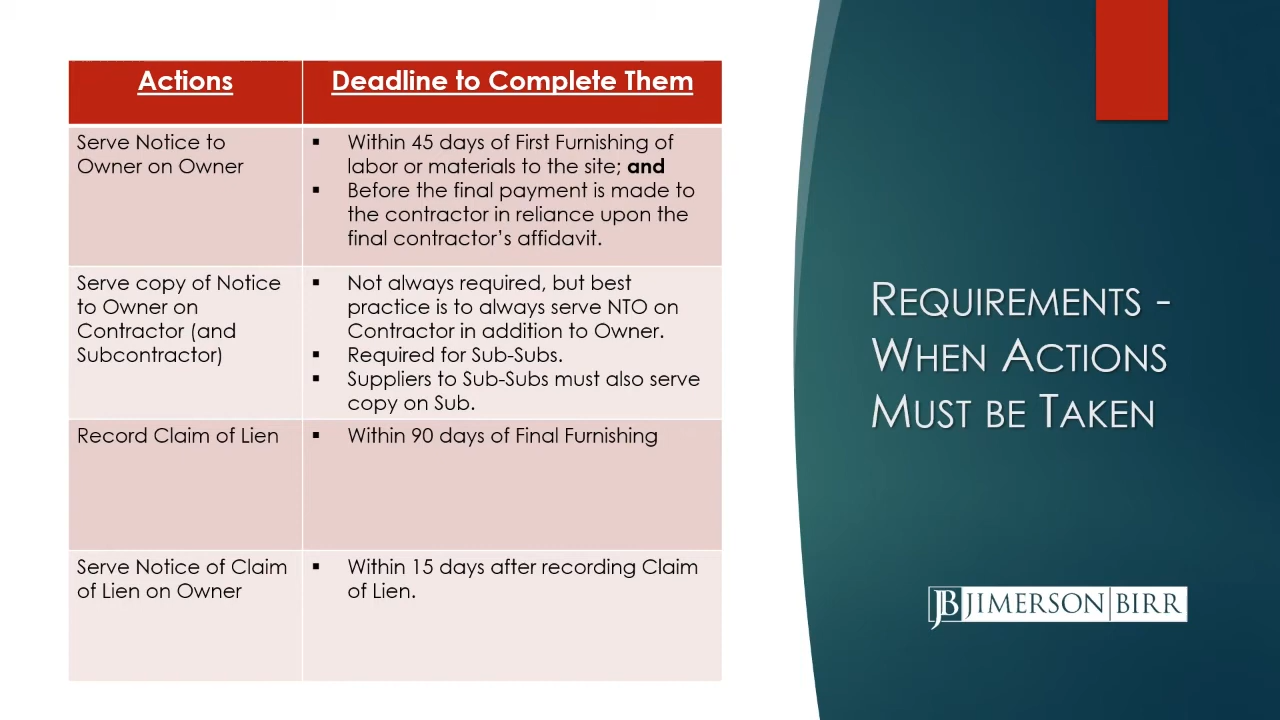 Actions
Deadline to Complete Them
Serve Notice to
Owner on Owner
▪ Within 45 days of First Furnishing of
labor or materials to the site; and
▪ Before the final payment is made to
the contractor in reliance upon the
final contractor’s affidavit.
Serve copy of Notice
to Owner on
Contractor (and
Subcontractor)
▪ Not always required, but best
practice is to always serve NTO on
Contractor in addition to Owner.
▪ Required for Sub-Subs.
▪ Suppliers to Sub-Subs must also serve
copy on Sub.
Record Claim of Lien
▪ Within 90 days of Final Furnishing
Serve Notice of Claim
of Lien on Owner
▪ Within 15 days after recording Claim
of Lien.
REQUIREMENTS -
WHEN ACTIONS
MUST BE TAKEN
JB JIMERSON|BIRR